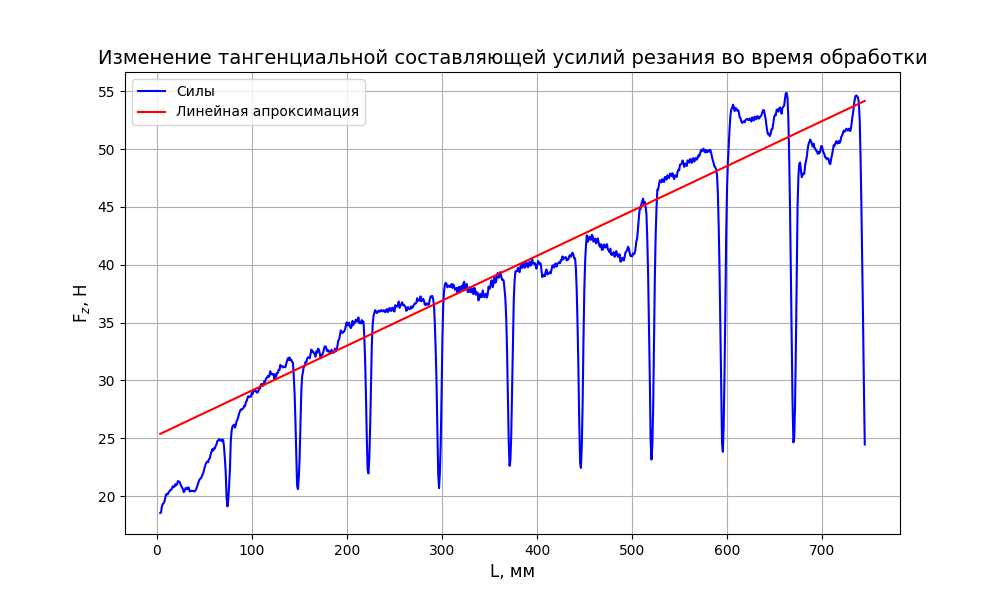 Изменение тангенциальной составляющей усилий резания во время обработки
Силы
Линейная апроксимация
55
50
45
40
35
30
25
20
F_z, Н
0 100 200 300 400 500 600 700
L, мм